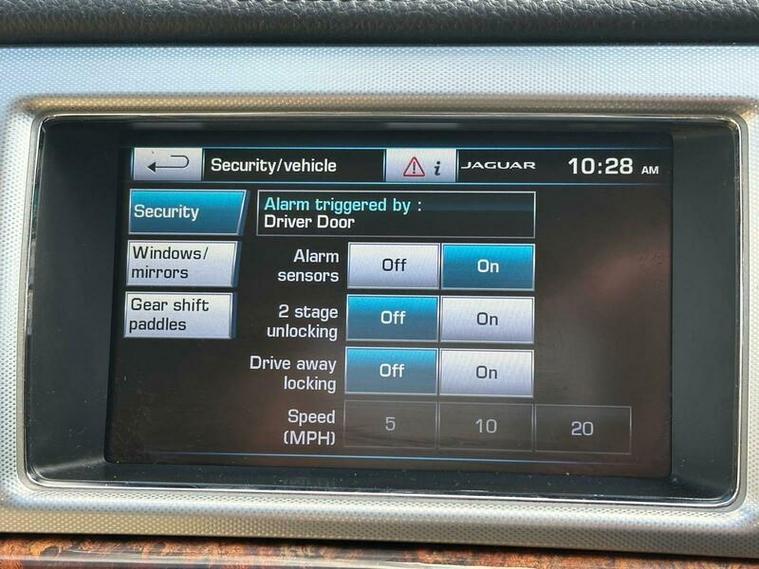 Security/vehicle
i
JAGUAR
10:28 AM
Security
Alarm triggered by :
Driver Door
Windows/
mirrors
Alarm
sensors
Off
On
Gear shift
paddles
2 stage
unlocking
Off
On
Drive away
locking
Off
On
Speed
(MPH)
5
10
20